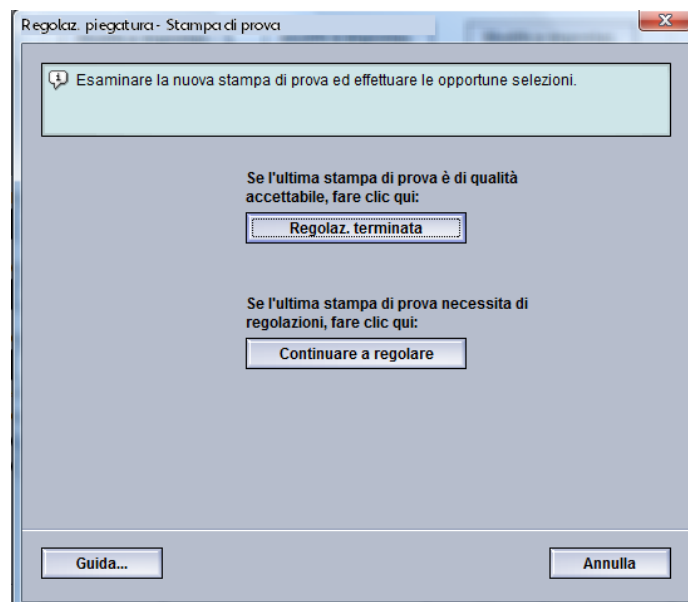 Regolaz. piegatura - Stampa di prova
Esaminare la nuova stampa di prova ed effettuare le opportune selezioni.
Se l'ultima stampa di prova è di qualità
accettabile, fare clic qui:
Regolaz. terminata
Se l'ultima stampa di prova necessita di
regolazioni, fare clic qui:
Continuare a regolare
Guida...
Annulla